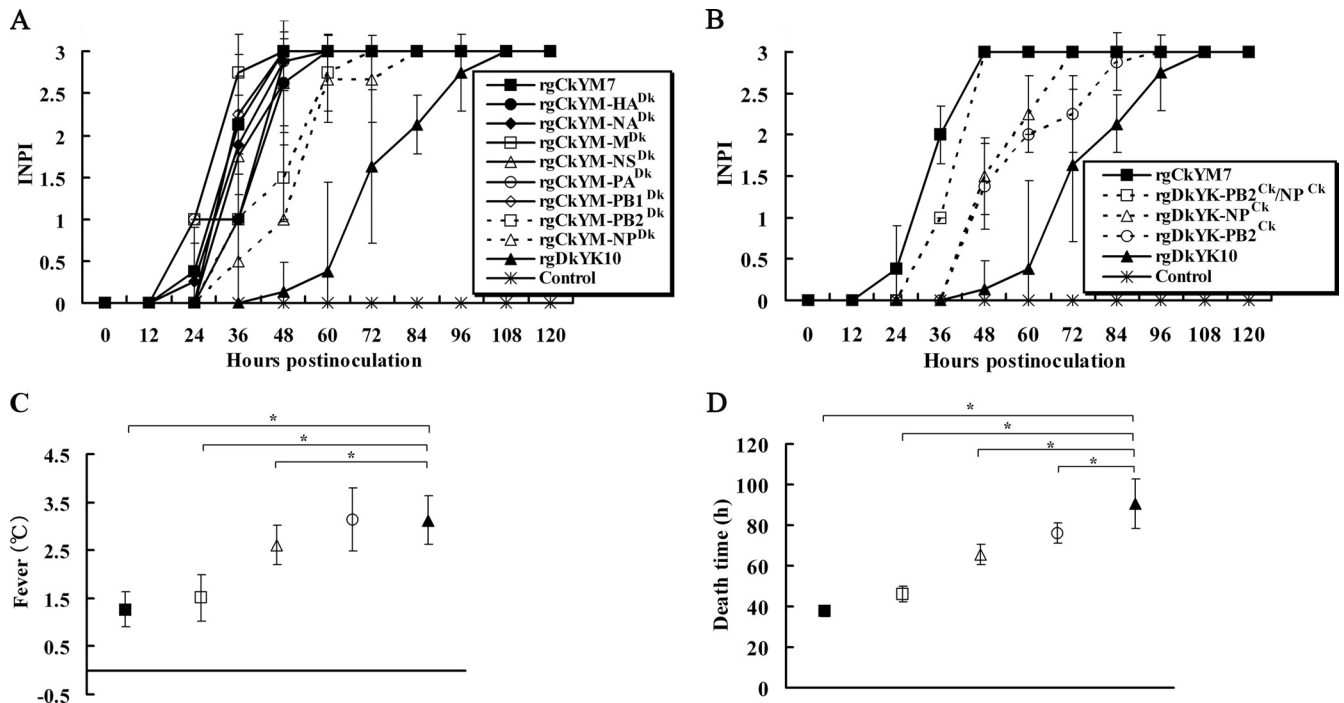 A
INPI
3
2.5
2
1.5
1
0.5
0
0 12 24 36 48 60 72 84 96 108 120
Hours postinoculation
rgCkYM7
rgCkYM-HA^Dk
rgCkYM-NA^Dk
rgCkYM-M^Dk
rgCkYM-NS^Dk
rgCkYM-PA^Dk
rgCkYM-PB1^Dk
rgCkYM-PB2^Dk
rgCkYM-NP^Dk
rgDkYK10
Control
B
INPI
3
2.5
2
1.5
1
0.5
0
0 12 24 36 48 60 72 84 96 108 120
Hours postinoculation
rgCkYM7
rgDkYK-PB2^Ck/NP^Ck
rgDkYK-NP^Ck
rgDkYK-PB2^Ck
rgDkYK10
Control
C
*
*
*
Fever (℃)
4.5
3.5
2.5
1.5
0.5
-0.5
D
*
*
*
*
Death time (h)
120
100
80
60
40
20
0